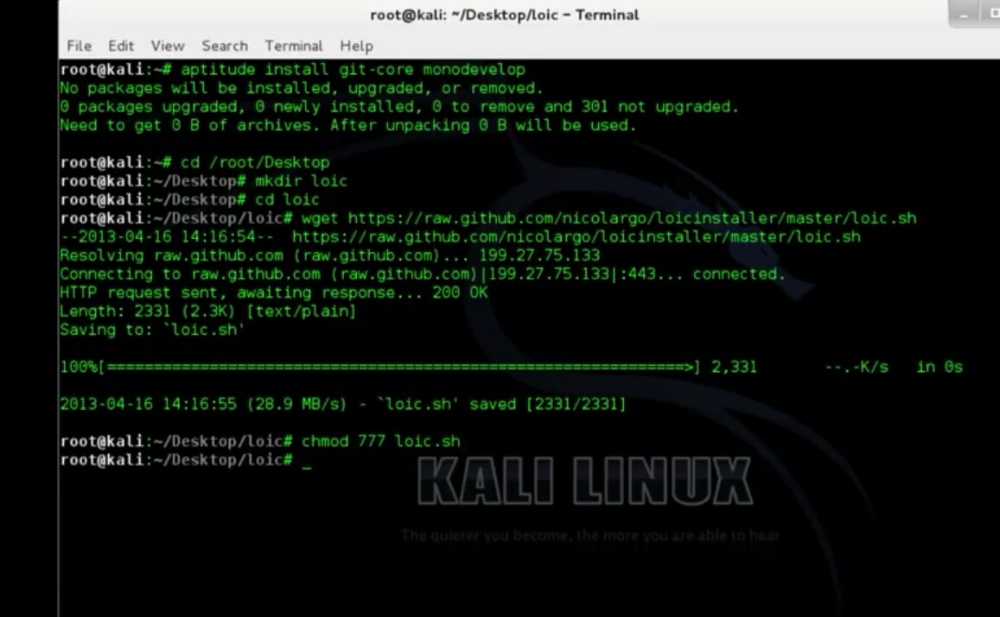 root@kali: ~/Desktop/loic - Terminal
File Edit View Search Terminal Help
root@kali:~# aptitude install git-core monodevelop
No packages will be installed, upgraded, or removed.
0 packages upgraded, 0 newly installed, 0 to remove and 301 not upgraded.
Need to get 0 B of archives. After unpacking 0 B will be used.
root@kali:~# cd /root/Desktop
root@kali:~/Desktop# mkdir loic
root@kali:~/Desktop# cd loic
root@kali:~/Desktop/loic# wget https://raw.github.com/nicolargo/loicinstaller/master/loic.sh
--2013-04-16 14:16:54--  https://raw.github.com/nicolargo/loicinstaller/master/loic.sh
Resolving raw.github.com (raw.github.com)... 199.27.75.133
Connecting to raw.github.com (raw.github.com)|199.27.75.133|:443... connected.
HTTP request sent, awaiting response... 200 OK
Length: 2331 (2.3K) [text/plain]
Saving to: `loic.sh'
100%[==============================================================>] 2,331       --.-K/s   in 0s
2013-04-16 14:16:55 (28.9 MB/s) - `loic.sh' saved [2331/2331]
root@kali:~/Desktop/loic# chmod 777 loic.sh
root@kali:~/Desktop/loic# _
KALI LINUX
The quieter you become, the more you are able to hear